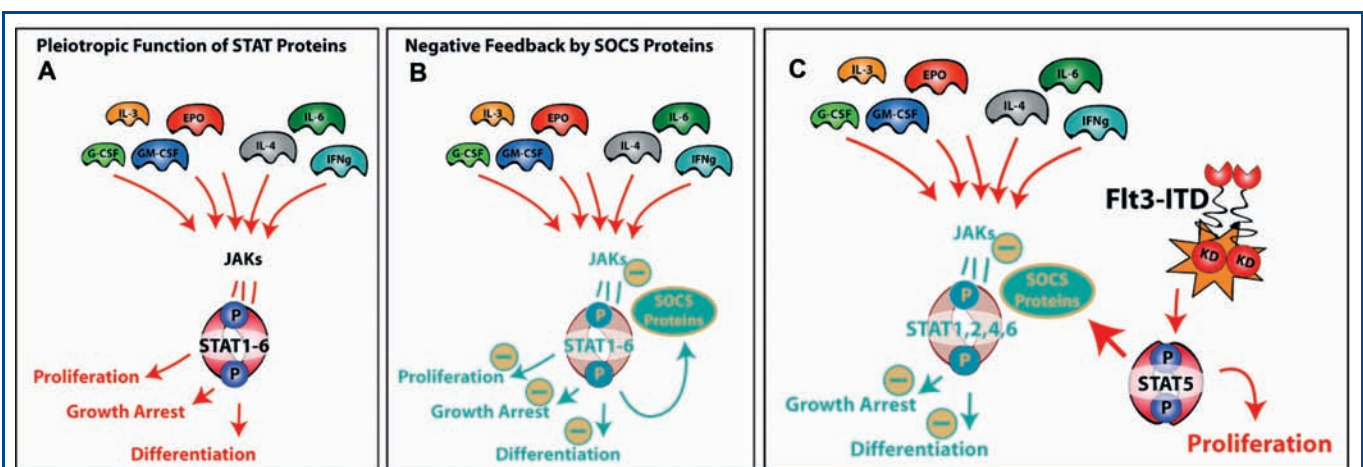 Pleiotropic Function of STAT Proteins
A
IL-3
EPO
IL-6
G-CSF
GM-CSF
IL-4
IFNg
JAKs
P
STAT1-6
P
Proliferation
Growth Arrest
Differentiation
Negative Feedback by SOCS Proteins
B
IL-3
EPO
IL-6
G-CSF
GM-CSF
IL-4
IFNg
JAKs
SOCS
Proteins
P
STAT1-6
P
Proliferation
Growth Arrest
Differentiation
C
IL-3
EPO
IL-6
G-CSF
GM-CSF
IL-4
IFNg
JAKs
SOCS
Proteins
P
STAT1,2,4,6
P
Growth Arrest
Differentiation
Flt3-ITD
KD KD
P
STAT5
P
Proliferation